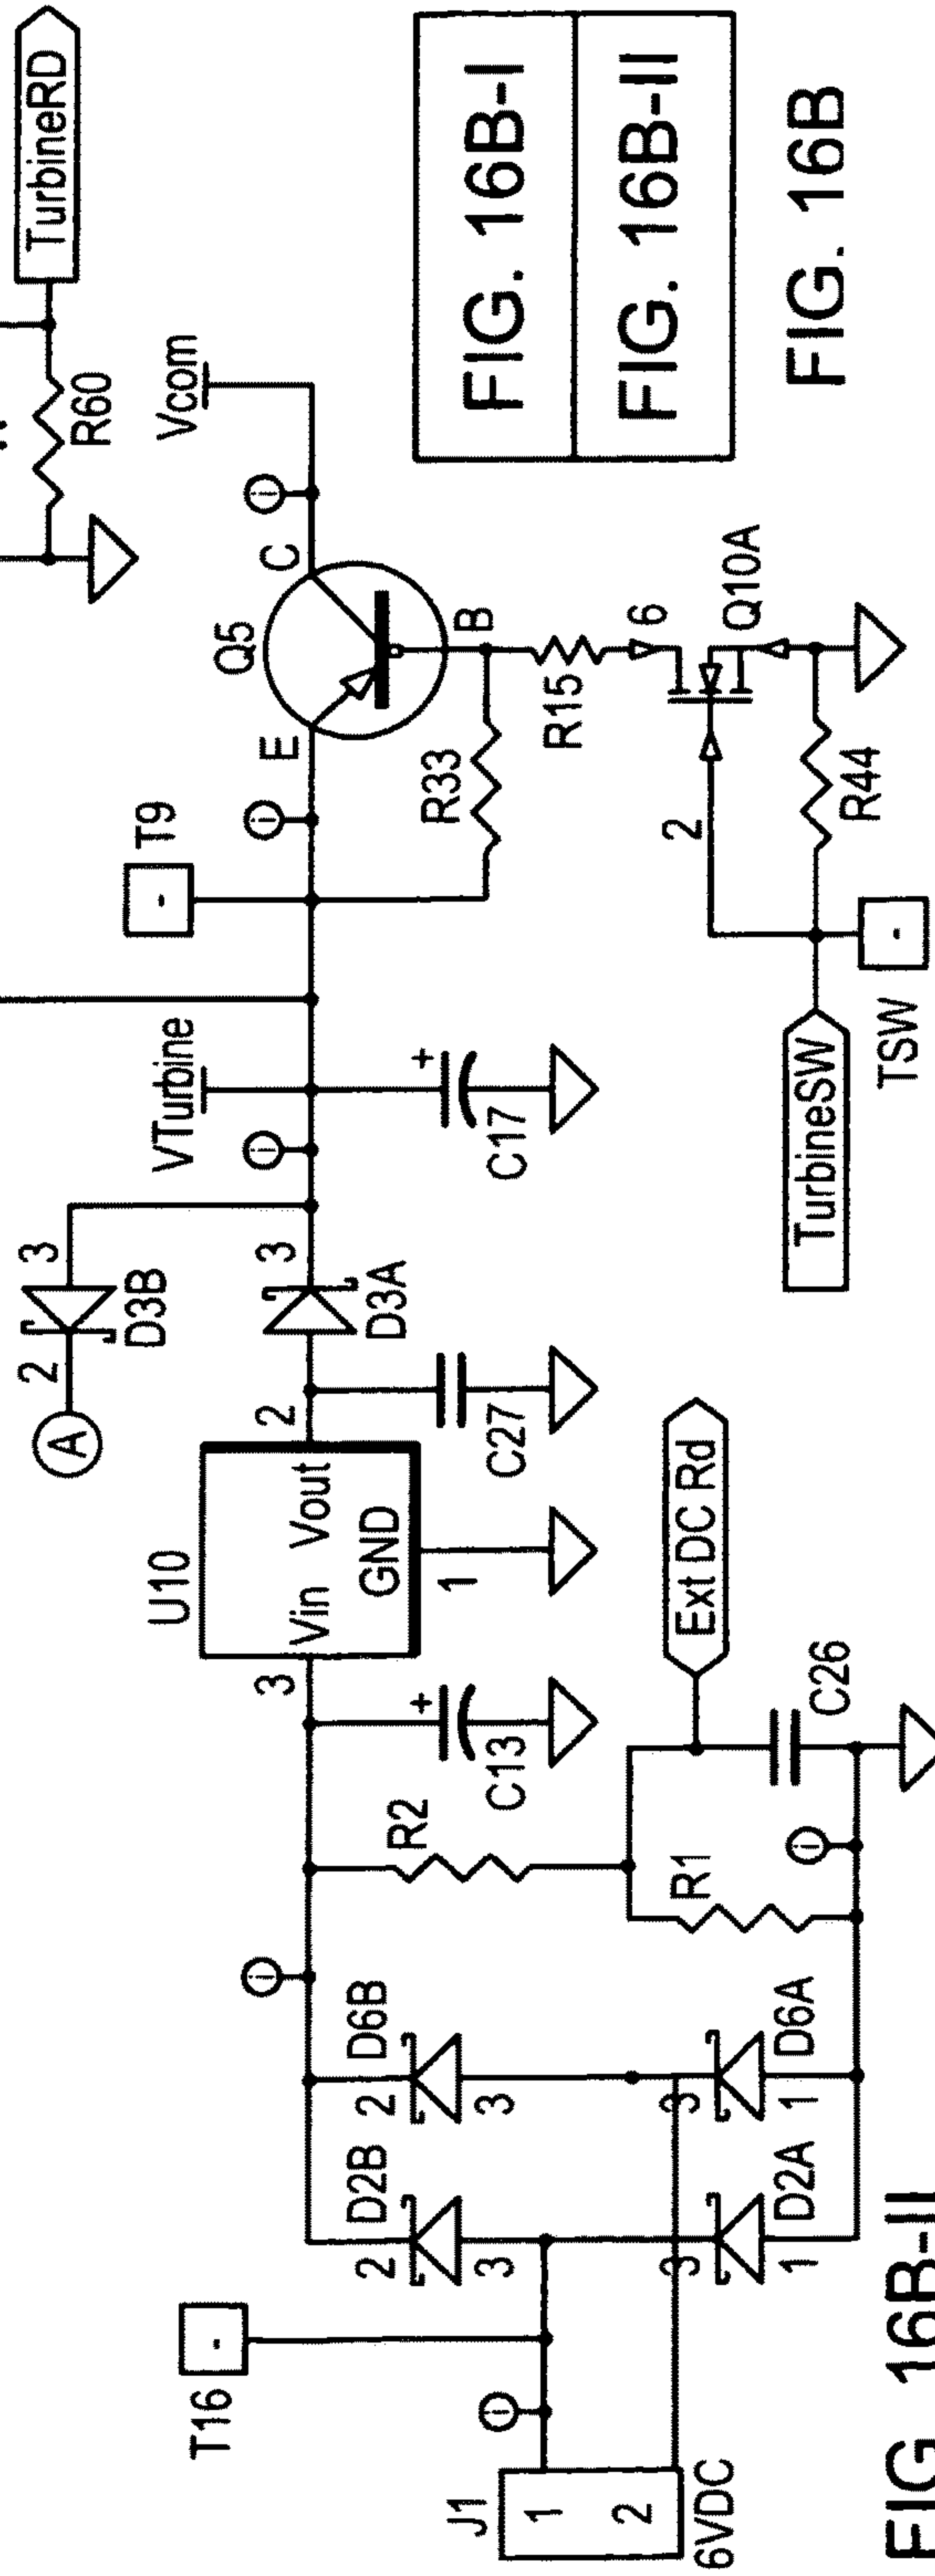 TurbineRD
R60
Vcom
FIG. 16B-I
FIG. 16B-II
FIG. 16B
Q5
E
C
B
i
i
T9
-
R33
R15
6
Q10A
2
R44
TurbineSW
TSW
-
VTurbine
i
C17
+
A
2
3
D3B
3
D3A
2
C27
U10
Vin
Vout
GND
3
1
C13
+
Ext DC Rd
C26
R2
R1
i
i
D6B
2
3
D6A
3
1
D2B
2
3
D2A
3
1
T16
-
i
J1
1
2
6VDC
FIG. 16B-II